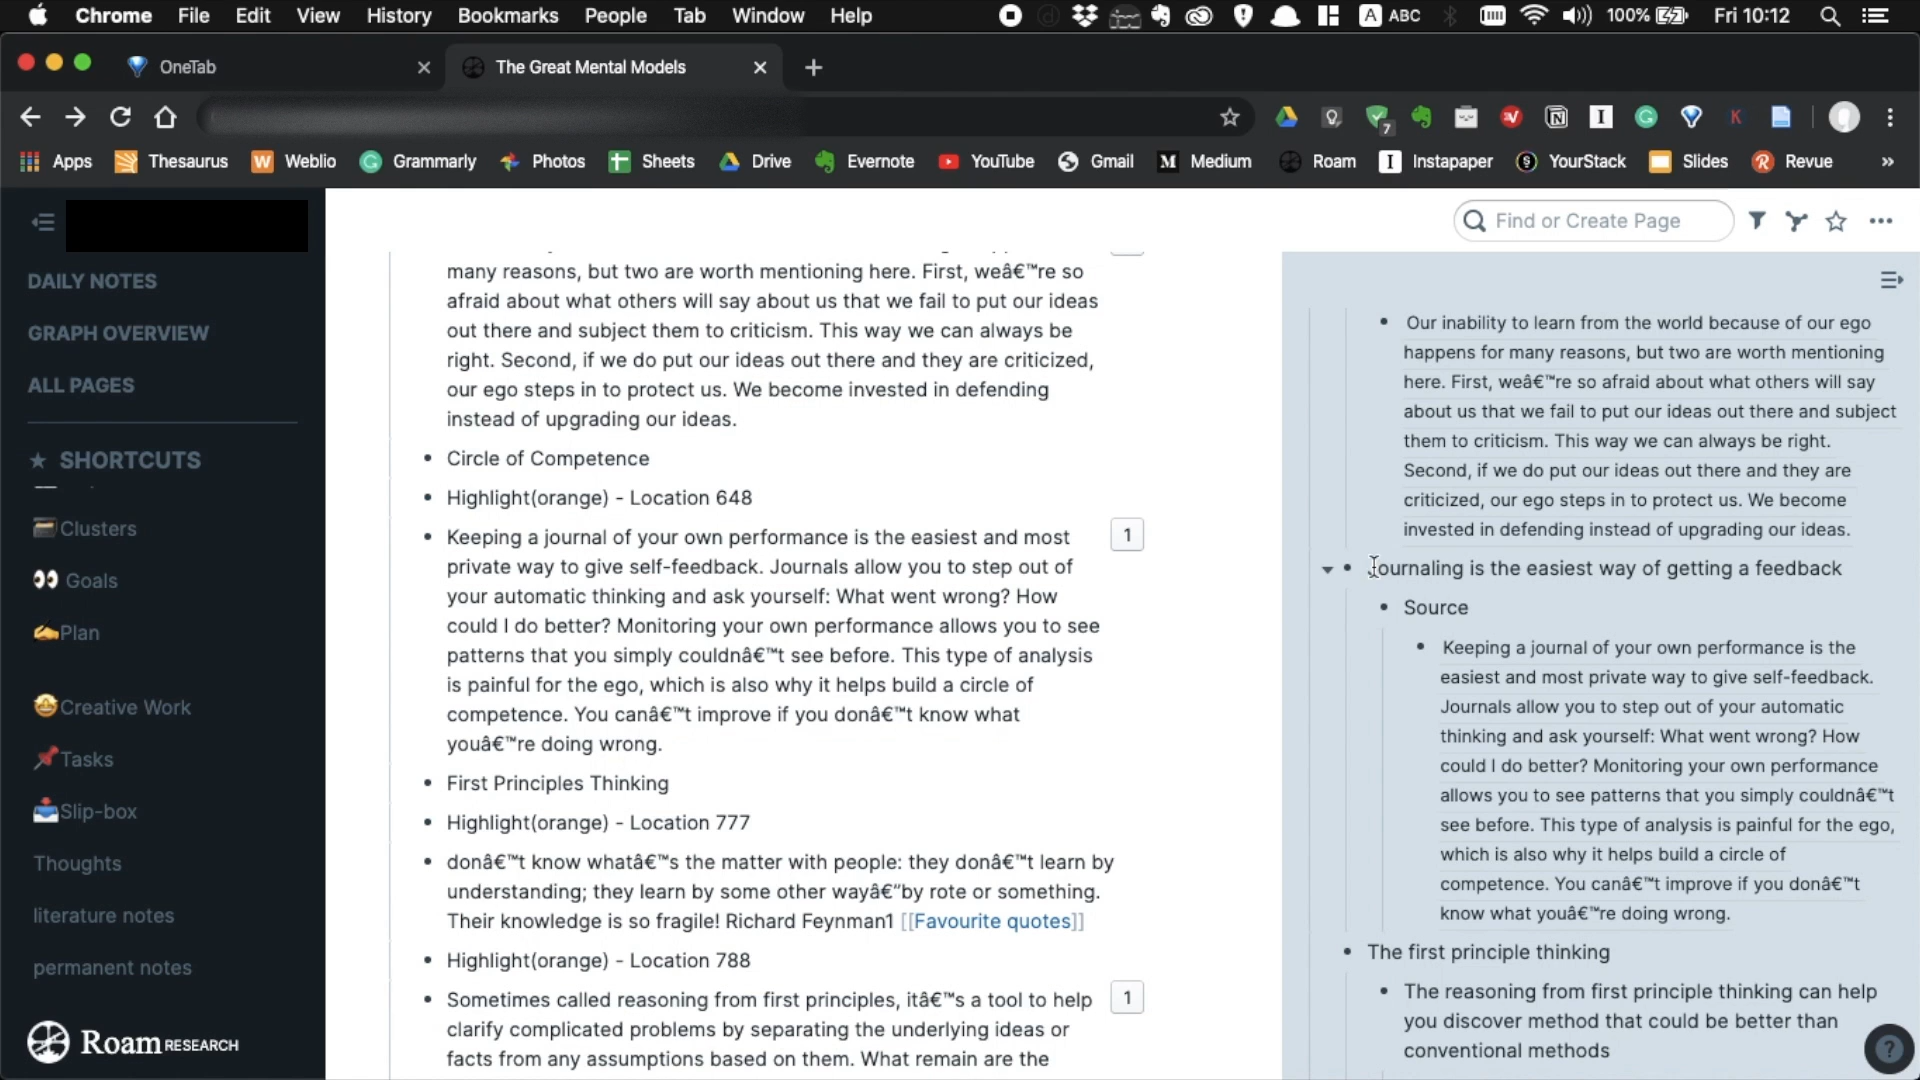 Chrome File Edit View History Bookmarks People Tab Window Help A ABC 100% Fri 10:12
OneTab
The Great Mental Models
7
Apps Thesaurus Weblio Grammarly Photos Sheets Drive Evernote YouTube Gmail Medium Roam Instapaper YourStack Slides Revue »
Find or Create Page
DAILY NOTES
GRAPH OVERVIEW
ALL PAGES
SHORTCUTS
Clusters
Goals
Plan
Creative Work
Tasks
Slip-box
Thoughts
literature notes
permanent notes
Roam RESEARCH
many reasons, but two are worth mentioning here. First, weâ€™re so
afraid about what others will say about us that we fail to put our ideas
out there and subject them to criticism. This way we can always be
right. Second, if we do put our ideas out there and they are criticized,
our ego steps in to protect us. We become invested in defending
instead of upgrading our ideas.
Circle of Competence
Highlight(orange) - Location 648
Keeping a journal of your own performance is the easiest and most
1
private way to give self-feedback. Journals allow you to step out of
your automatic thinking and ask yourself: What went wrong? How
could I do better? Monitoring your own performance allows you to see
patterns that you simply couldnâ€™t see before. This type of analysis
is painful for the ego, which is also why it helps build a circle of
competence. You canâ€™t improve if you donâ€™t know what
youâ€™re doing wrong.
First Principles Thinking
Highlight(orange) - Location 777
donâ€™t know whatâ€™s the matter with people: they donâ€™t learn by
understanding; they learn by some other wayâ€”by rote or something.
Their knowledge is so fragile! Richard Feynman1 [[Favourite quotes]]
Highlight(orange) - Location 788
Sometimes called reasoning from first principles, itâ€™s a tool to help
1
clarify complicated problems by separating the underlying ideas or
facts from any assumptions based on them. What remain are the
Our inability to learn from the world because of our ego
happens for many reasons, but two are worth mentioning
here. First, weâ€™re so afraid about what others will say
about us that we fail to put our ideas out there and subject
them to criticism. This way we can always be right.
Second, if we do put our ideas out there and they are
criticized, our ego steps in to protect us. We become
invested in defending instead of upgrading our ideas.
Journaling is the easiest way of getting a feedback
Source
Keeping a journal of your own performance is the
easiest and most private way to give self-feedback.
Journals allow you to step out of your automatic
thinking and ask yourself: What went wrong? How
could I do better? Monitoring your own performance
allows you to see patterns that you simply couldnâ€™t
see before. This type of analysis is painful for the ego,
which is also why it helps build a circle of
competence. You canâ€™t improve if you donâ€™t
know what youâ€™re doing wrong.
The first principle thinking
The reasoning from first principle thinking can help
you discover method that could be better than
conventional methods
?